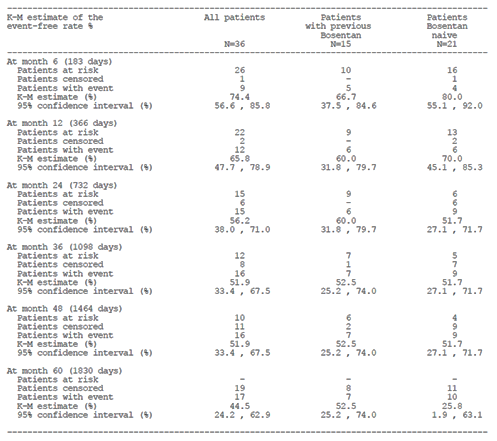 K-M estimate of the All patients Patients Patients
event-free rate % with previous Bosentan
Bosentan naive
N=36 N=15 N=21
At month 6 (183 days)
Patients at risk 26 10 16
Patients censored 1 - 1
Patients with event 9 5 4
K-M estimate (%) 74.4 66.7 80.0
95% confidence interval (%) 56.6 , 85.8 37.5 , 84.6 55.1 , 92.0
At month 12 (366 days)
Patients at risk 22 9 13
Patients censored 2 - 2
Patients with event 12 6 6
K-M estimate (%) 65.8 60.0 70.0
95% confidence interval (%) 47.7 , 78.9 31.8 , 79.7 45.1 , 85.3
At month 24 (732 days)
Patients at risk 15 9 6
Patients censored 6 - 6
Patients with event 15 6 9
K-M estimate (%) 56.2 60.0 51.7
95% confidence interval (%) 38.0 , 71.0 31.8 , 79.7 27.1 , 71.7
At month 36 (1098 days)
Patients at risk 12 7 5
Patients censored 8 1 7
Patients with event 16 7 9
K-M estimate (%) 51.9 52.5 51.7
95% confidence interval (%) 33.4 , 67.5 25.2 , 74.0 27.1 , 71.7
At month 48 (1464 days)
Patients at risk 10 6 4
Patients censored 11 2 9
Patients with event 16 7 9
K-M estimate (%) 51.9 52.5 51.7
95% confidence interval (%) 33.4 , 67.5 25.2 , 74.0 27.1 , 71.7
At month 60 (1830 days)
Patients at risk - - -
Patients censored 19 8 11
Patients with event 17 7 10
K-M estimate (%) 44.5 52.5 25.8
95% confidence interval (%) 24.2 , 62.9 25.2 , 74.0 1.9 , 63.1